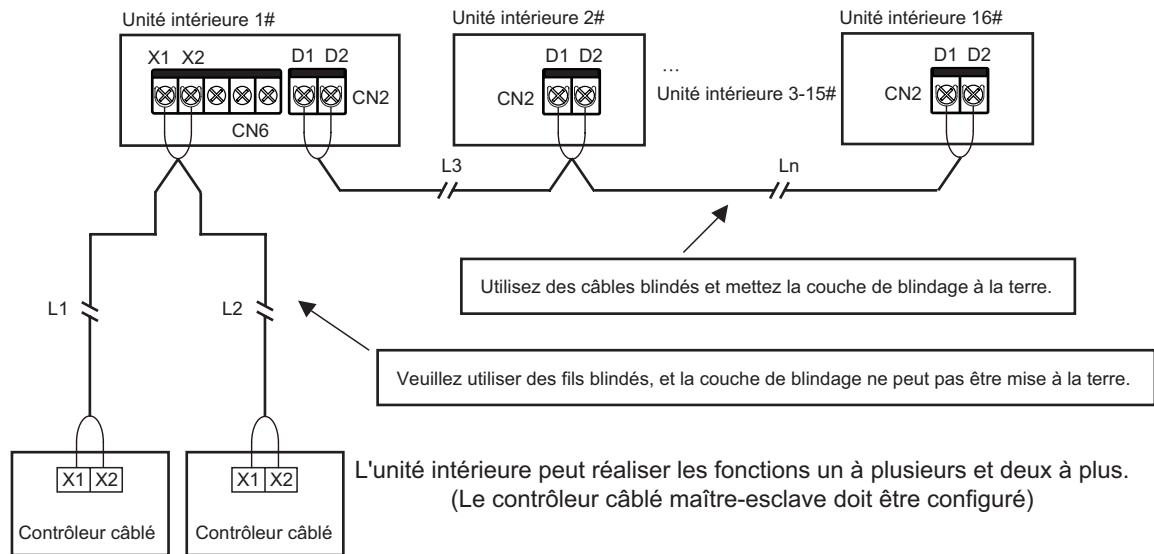 Unité intérieure 1#
Unité intérieure 2#
Unité intérieure 16#
X1 X2
D1 D2
CN2
CN6
D1 D2
CN2
...
Unité intérieure 3-15#
D1 D2
CN2
L3
Ln
Utilisez des câbles blindés et mettez la couche de blindage à la terre.
L1
L2
Veuillez utiliser des fils blindés, et la couche de blindage ne peut pas être mise à la terre.
X1 X2
Contrôleur câblé
X1 X2
Contrôleur câblé
L'unité intérieure peut réaliser les fonctions un à plusieurs et deux à plus.
(Le contrôleur câblé maître-esclave doit être configuré)